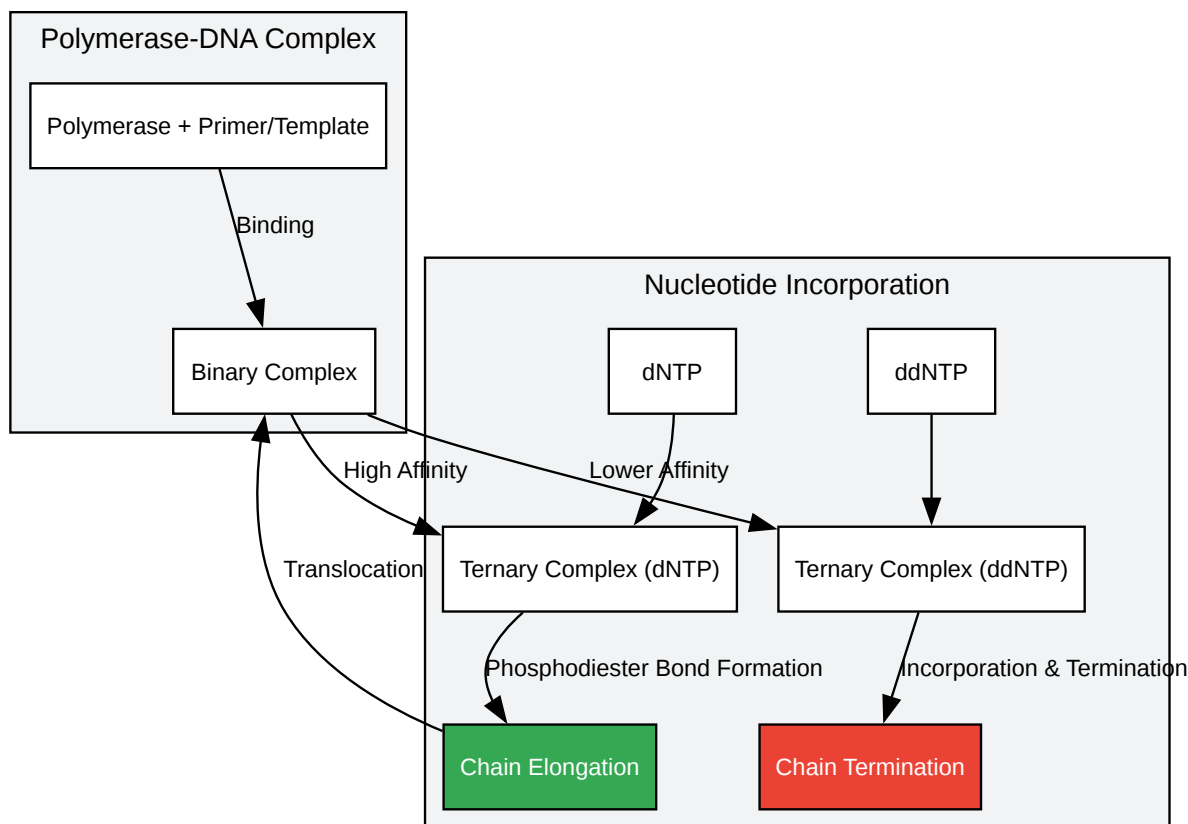 Polymerase-DNA Complex
Polymerase + Primer/Template
Binding
Nucleotide Incorporation
Binary Complex
dNTP
ddNTP
High Affinity
Lower Affinity
Translocation
Ternary Complex (dNTP)
Ternary Complex (ddNTP)
Phosphodiester Bond Formation
Incorporation & Termination
Chain Elongation
Chain Termination